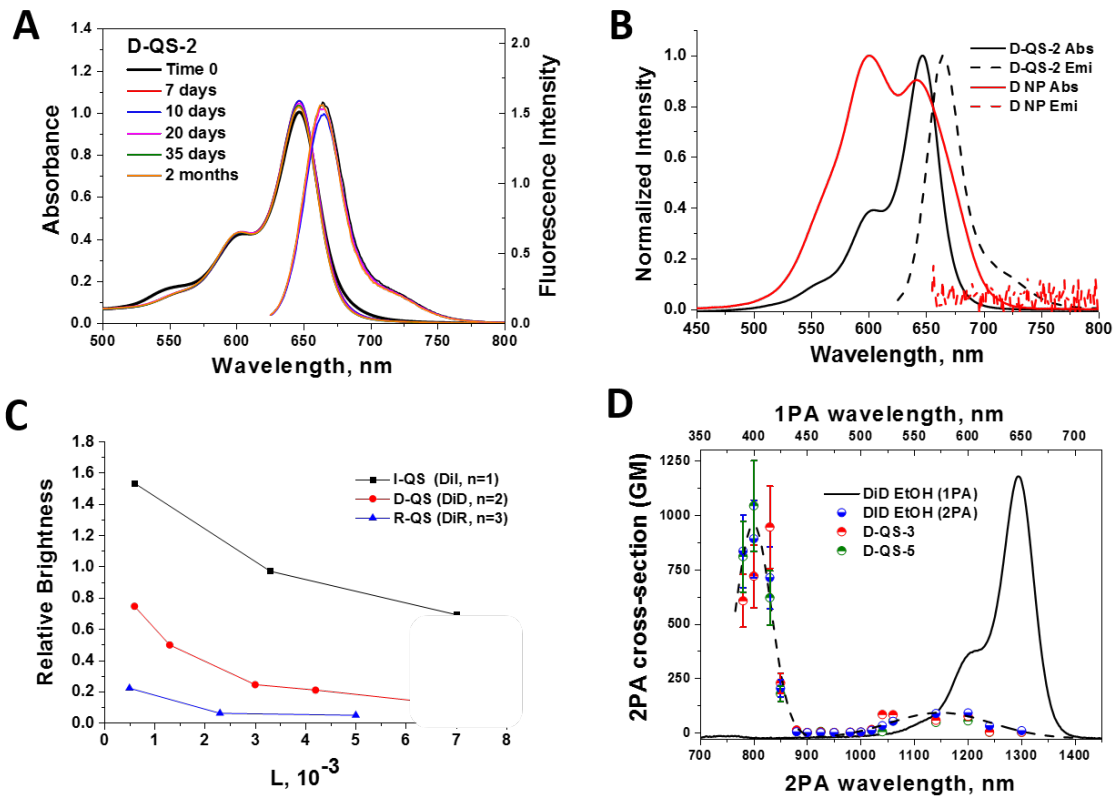 A
D-QS-2
Time 0
7 days
10 days
20 days
35 days
2 months
1.4
1.2
1.0
0.8
0.6
0.4
0.2
0.0
Absorbance
2.0
1.5
1.0
0.5
0.0
Fluorescence Intensity
500 550 600 650 700 750 800
Wavelength, nm
B
D-QS-2 Abs
D-QS-2 Emi
D NP Abs
D NP Emi
1.0
0.8
0.6
0.4
0.2
0.0
Normalized Intensity
450 500 550 600 650 700 750 800
Wavelength, nm
C
I-QS (DiI, n=1)
D-QS (DiD, n=2)
R-QS (DiR, n=3)
1.8
1.6
1.4
1.2
1.0
0.8
0.6
0.4
0.2
0.0
Relative Brightness
0 1 2 3 4 5 6 7 8
L, 10-3
D
1PA wavelength, nm
350 400 450 500 550 600 650 700
DiD EtOH (1PA)
DID EtOH (2PA)
D-QS-3
D-QS-5
1250
1000
750
500
250
0
2PA cross-section (GM)
700 800 900 1000 1100 1200 1300 1400
2PA wavelength, nm